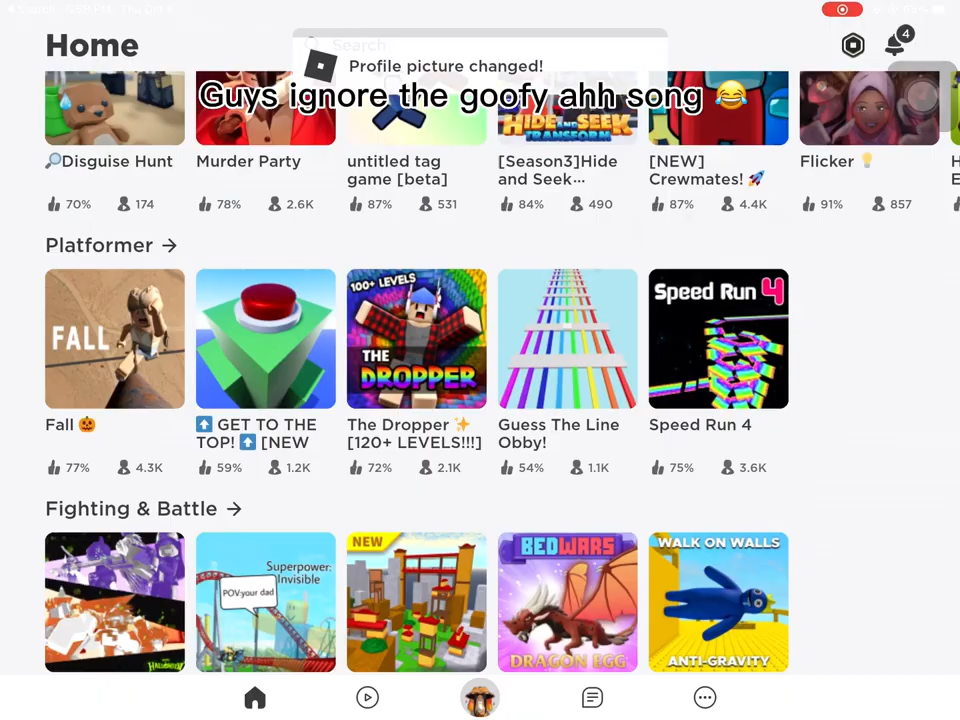 Home
Search
4
Profile picture changed!
Guys ignore the goofy ahh song 😂
HIDE AND SEEK
TRANSFORM
🔎Disguise Hunt
Murder Party
untitled tag
game [beta]
[Season3]Hide
and Seek...
[NEW]
Crewmates! 🚀
Flicker 💡
70% 174
78% 2.6K
87% 531
84% 490
87% 4.4K
91% 857
Platformer →
FALL
100+ LEVELS
THE
DROPPER
Speed Run 4
Fall 🎃
⬆️ GET TO THE
TOP! ⬆️ [NEW
The Dropper ✨
[120+ LEVELS!!!]
Guess The Line
Obby!
Speed Run 4
77% 4.3K
59% 1.2K
72% 2.1K
54% 1.1K
75% 3.6K
Fighting & Battle →
HALLOWEEN
Superpower:
Invisible
POV:your dad
NEW
BEDWARS
DRAGON EGG
WALK ON WALLS
ANTI-GRAVITY